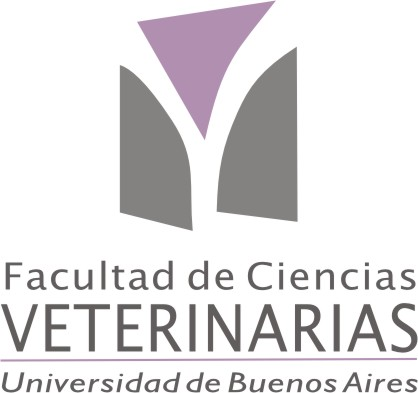 Facultad de Ciencias
VETERINARIAS
Universidad de Buenos Aires